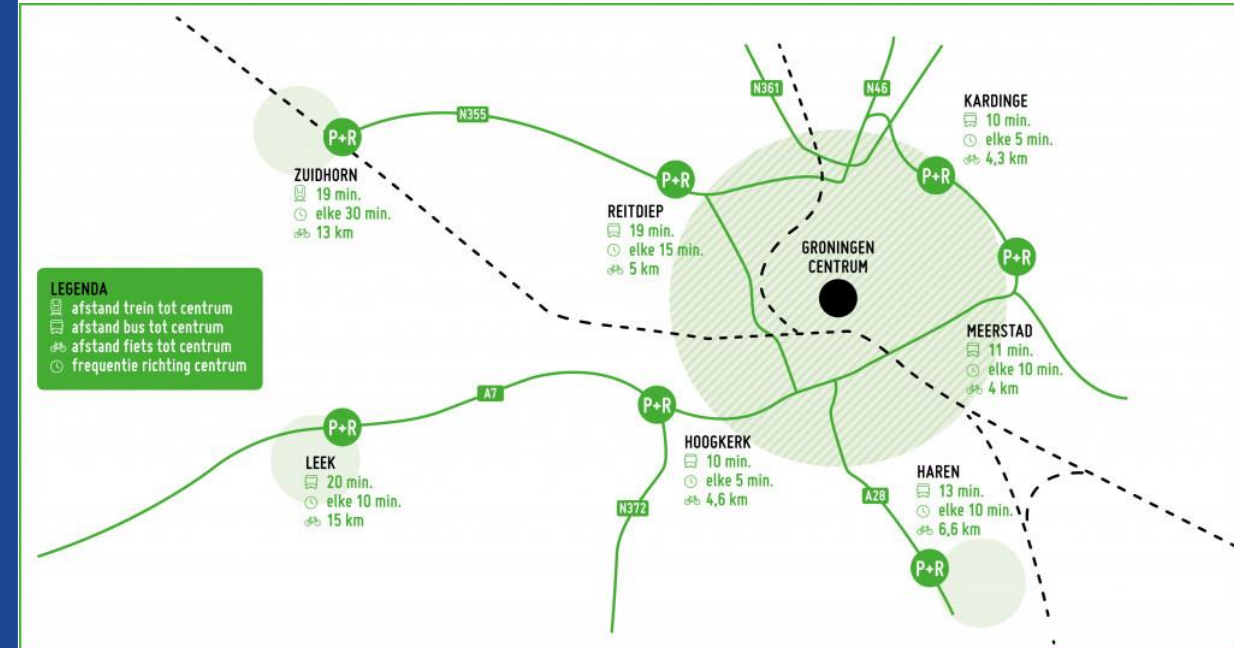 N361
N46
KARDINGE
10 min.
elke 5 min.
4,3 km
N355
P+R
ZUIDHORN
19 min.
elke 30 min.
13 km
P+R
REITDIEP
19 min.
elke 15 min.
5 km
P+R
GRONINGEN
CENTRUM
P+R
MEERSTAD
11 min.
elke 10 min.
4 km
LEGENDA
afstand trein tot centrum
afstand bus tot centrum
afstand fiets tot centrum
frequentie richting centrum
A7
P+R
LEEK
20 min.
elke 10 min.
15 km
P+R
HOOGKERK
10 min.
elke 5 min.
4,6 km
N372
A28
HAREN
13 min.
elke 10 min.
6,6 km
P+R